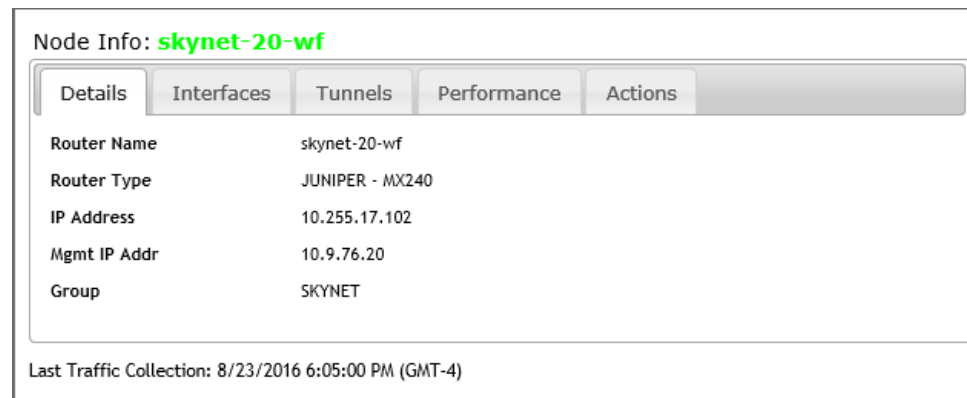 Node Info: skynet-20-wf
Details Interfaces Tunnels Performance Actions
Router Name skynet-20-wf
Router Type JUNIPER - MX240
IP Address 10.255.17.102
Mgmt IP Addr 10.9.76.20
Group SKYNET
Last Traffic Collection: 8/23/2016 6:05:00 PM (GMT-4)